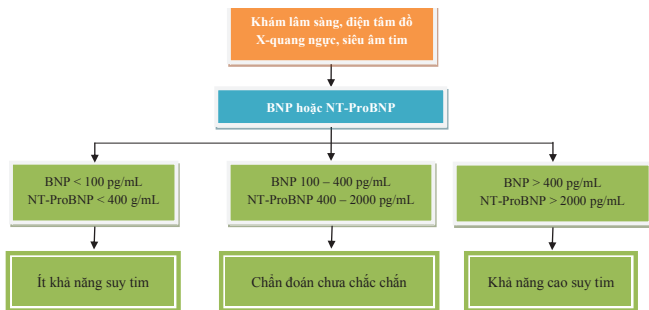 Khám lâm sàng, điện tâm đồ
X-quang ngực, siêu âm tim
BNP hoặc NT-ProBNP
BNP < 100 pg/mL
NT-ProBNP < 400 g/mL
BNP 100 – 400 pg/mL
NT-ProBNP 400 – 2000 pg/mL
BNP > 400 pg/mL
NT-ProBNP > 2000 pg/mL
Ít khả năng suy tim
Chẩn đoán chưa chắc chắn
Khả năng cao suy tim